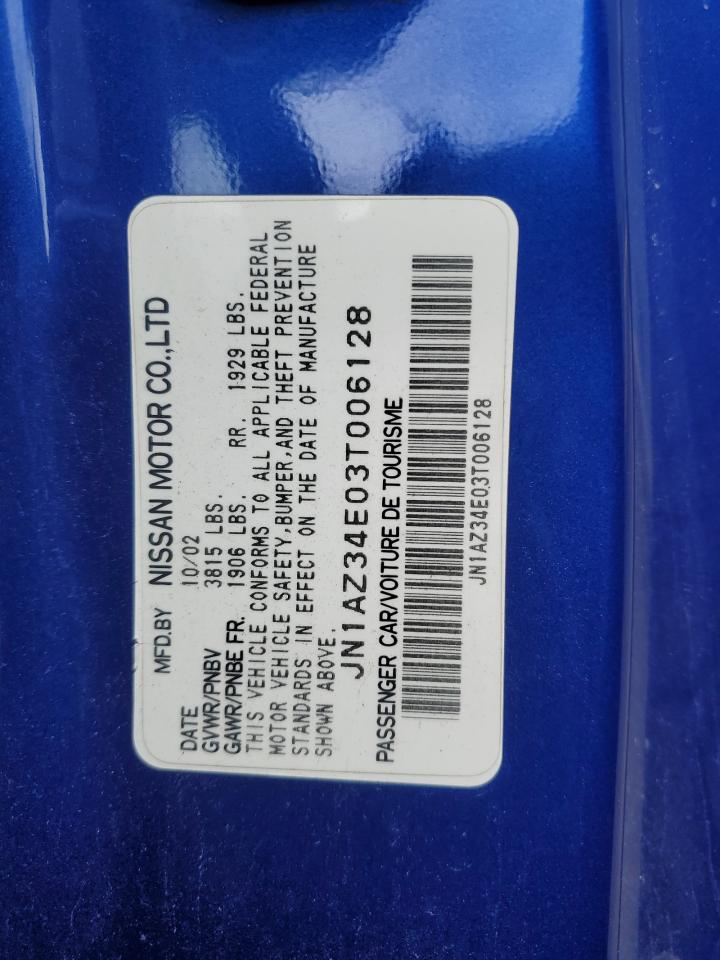 MFD.BY NISSAN MOTOR CO.,LTD
DATE 10/02
GVWR/PNBV 3815 LBS.
GAWR/PNBE FR. 1906 LBS. RR. 1929 LBS.
THIS VEHICLE CONFORMS TO ALL APPLICABLE FEDERAL
MOTOR VEHICLE SAFETY,BUMPER,AND THEFT PREVENTION
STANDARDS IN EFFECT ON THE DATE OF MANUFACTURE
SHOWN ABOVE.
JN1AZ34E03T006128
PASSENGER CAR/VOITURE DE TOURISME
JN1AZ34E03T006128